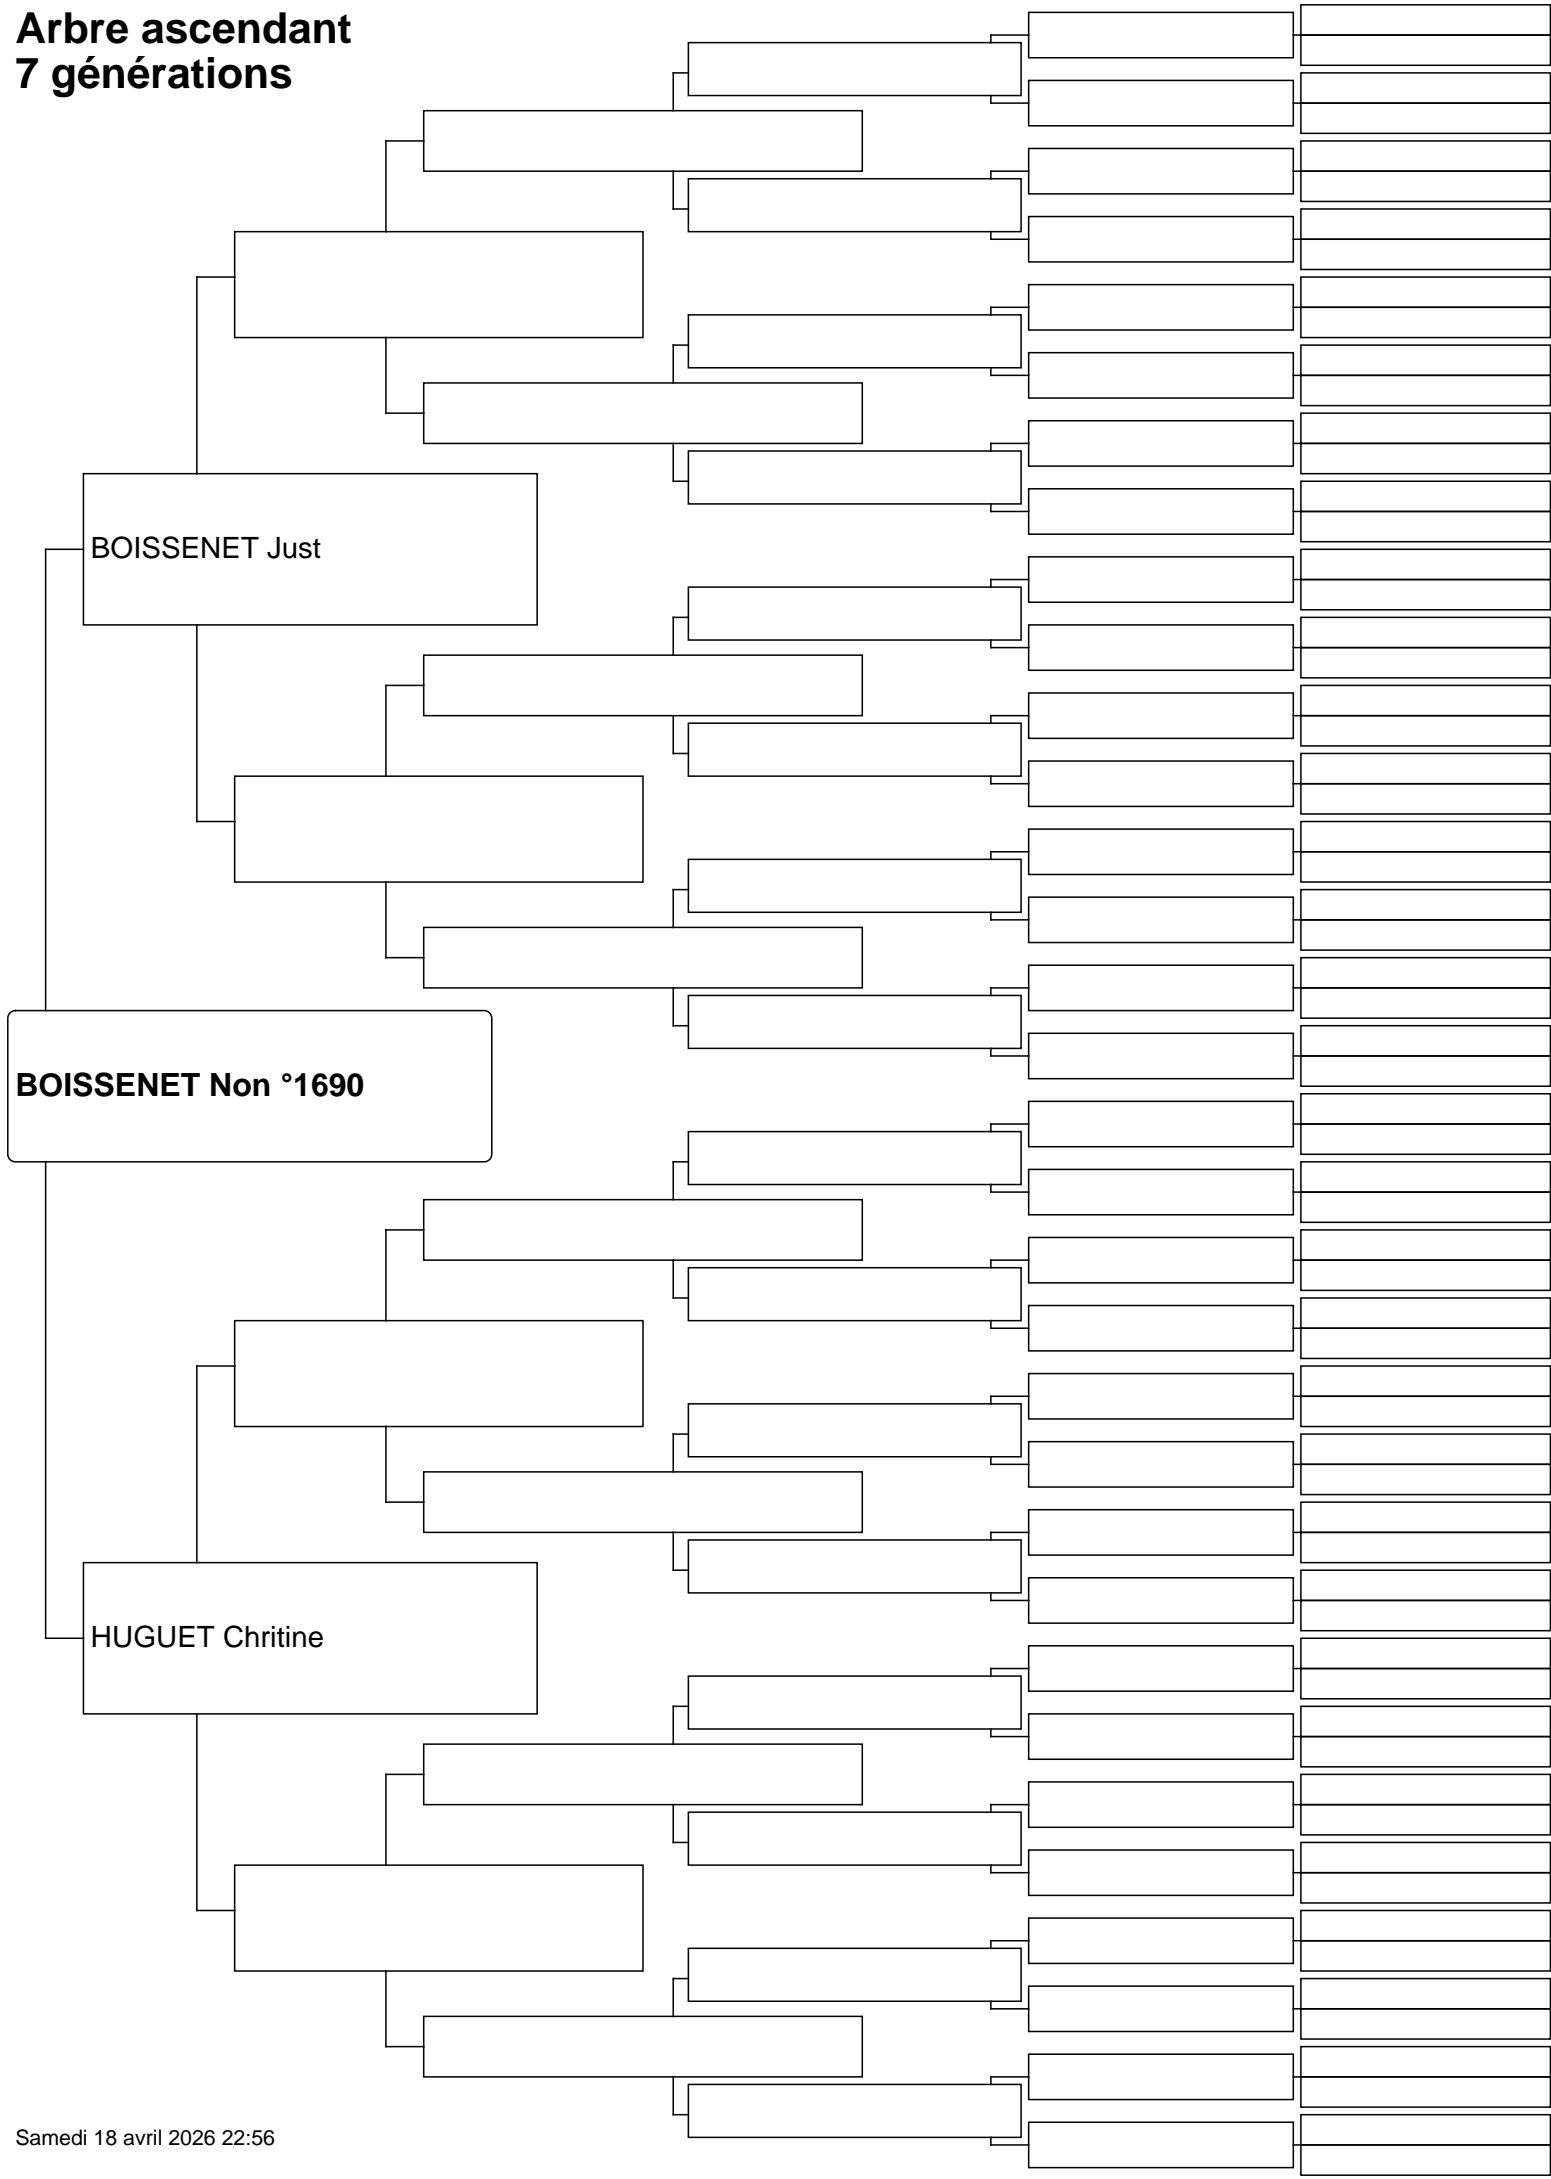 Arbre ascendant
7 générations
BOISSENET Just
BOISSENET Non °1690
HUGUET Chritine
Samedi 18 avril 2026 22:56